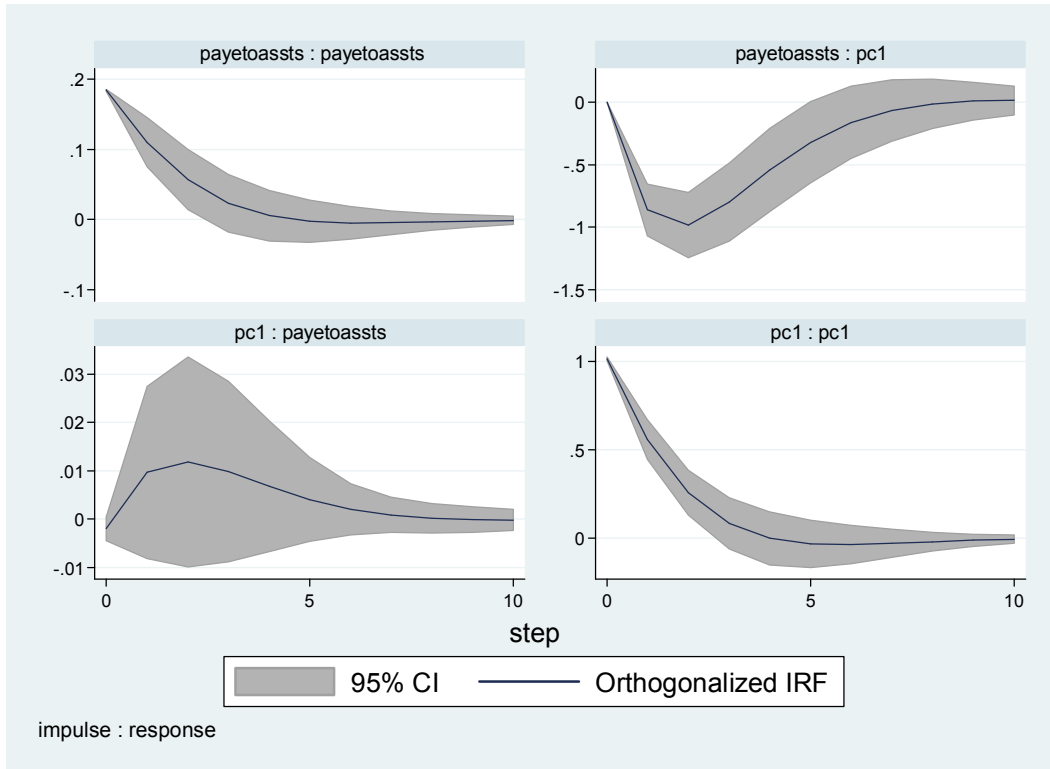 payetoassts : payetoassts
.2
.1
0
-.1
payetoassts : pc1
0
-.5
-1
-1.5
pc1 : payetoassts
.03
.02
.01
0
-.01
0
5
10
pc1 : pc1
1
.5
0
0
5
10
step
95% CI
Orthogonalized IRF
impulse : response